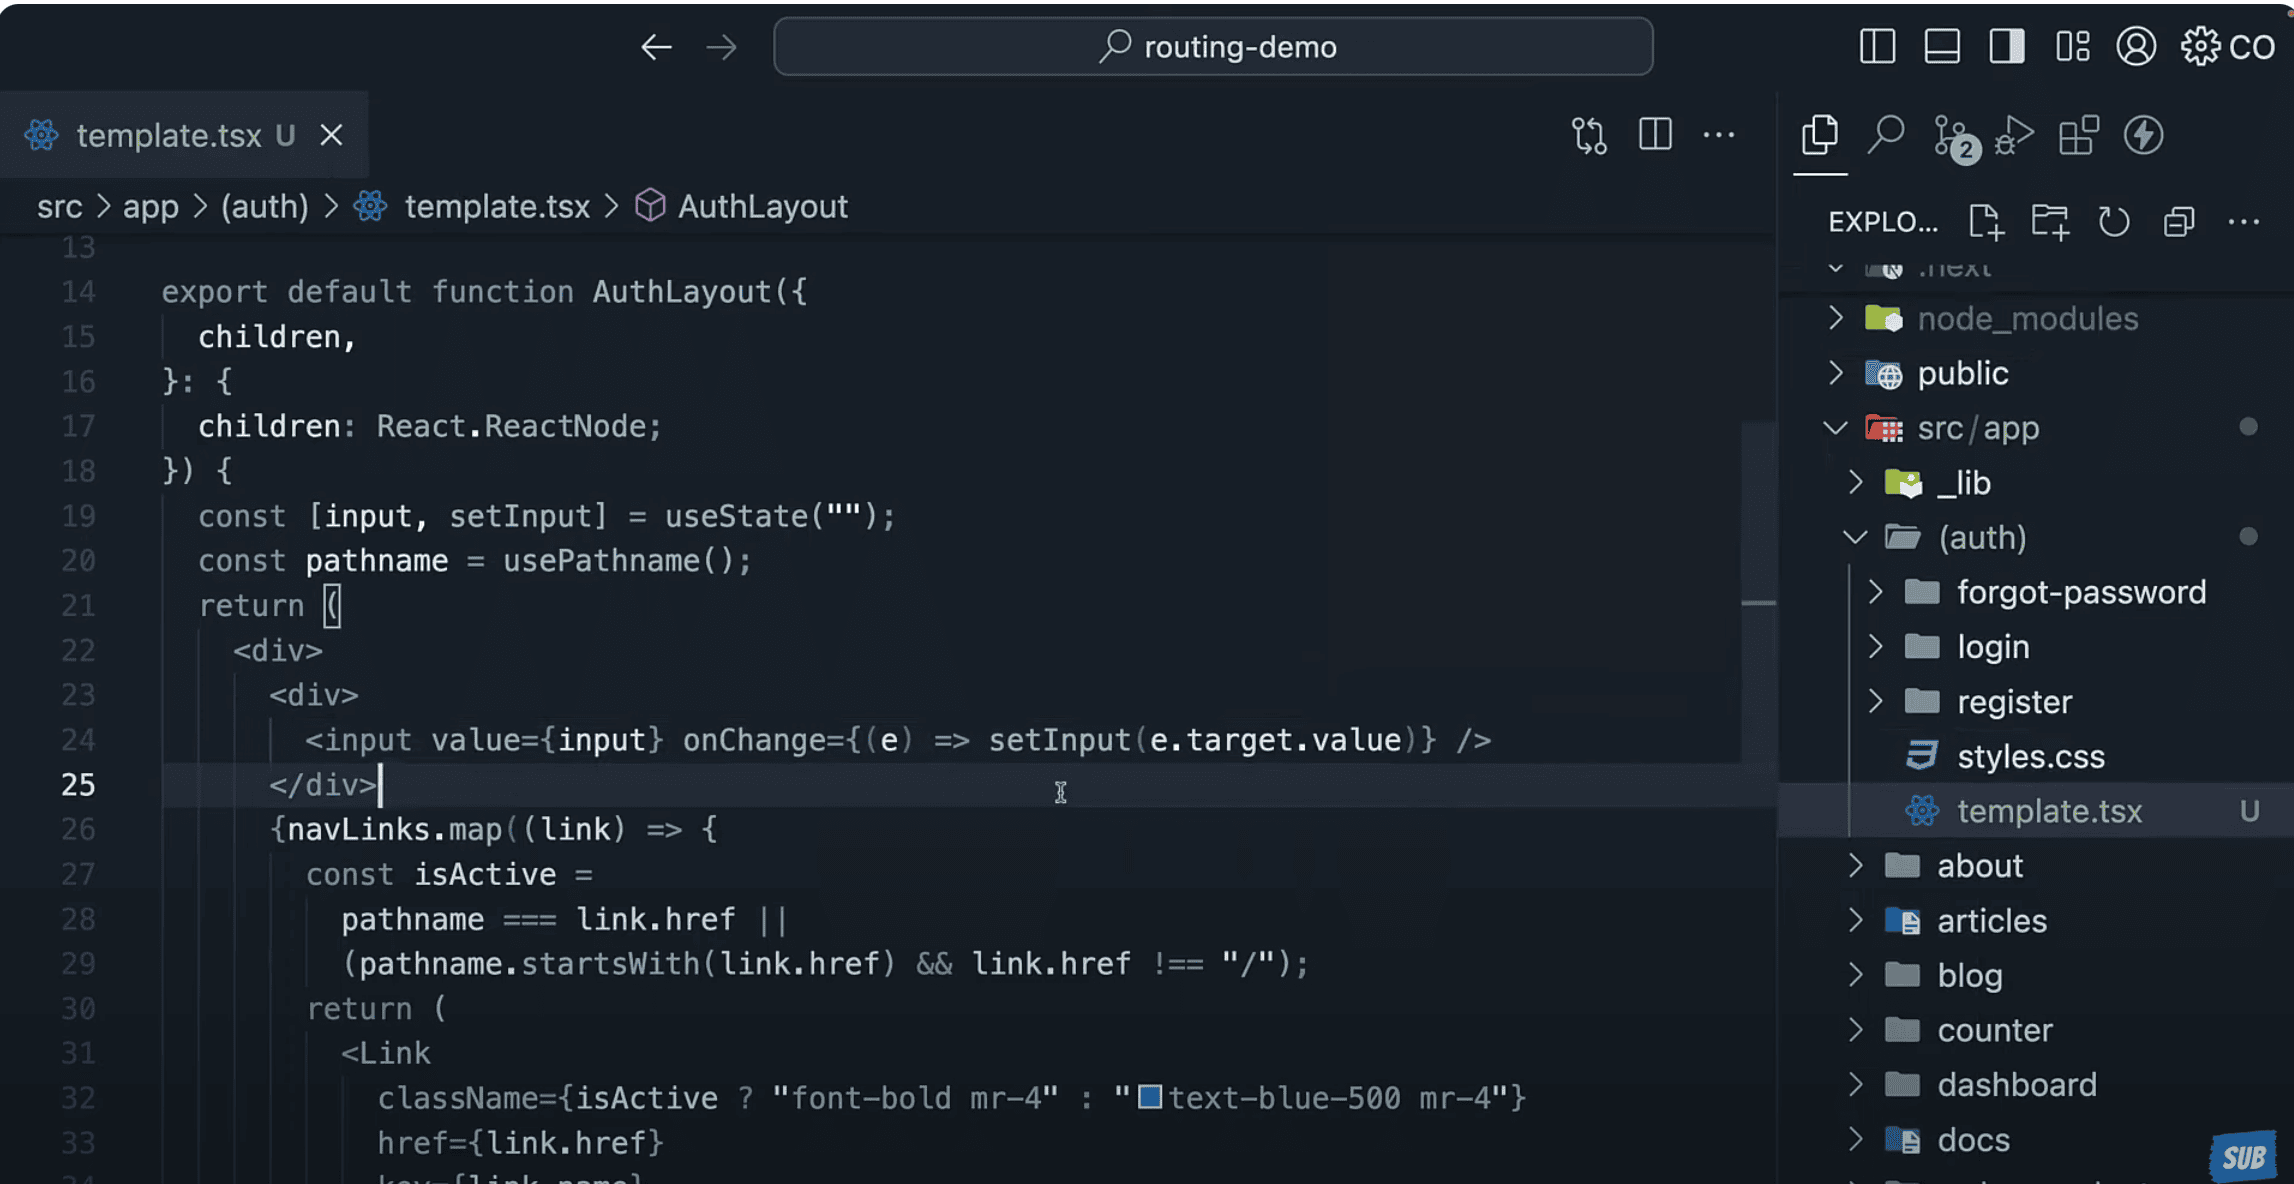 routing-demo
CO
template.tsx U
2
src > app > (auth) > template.tsx > AuthLayout
EXPLO...
13
14 export default function AuthLayout({
15 children,
16 }: {
17 children: React.ReactNode;
18 }) {
19 const [input, setInput] = useState("");
20 const pathname = usePathname();
21 return (
22 <div>
23 <div>
24 <input value={input} onChange={(e) => setInput(e.target.value)} />
25 </div>
26 {navLinks.map((link) => {
27 const isActive =
28 pathname === link.href ||
29 (pathname.startsWith(link.href) && link.href !== "/");
30 return (
31 <Link
32 className={isActive ? "font-bold mr-4" : "text-blue-500 mr-4"}
33 href={link.href}
34 key={link.name}
.next
node_modules
public
src/app
_lib
(auth)
forgot-password
login
register
styles.css
template.tsx U
about
articles
blog
counter
dashboard
docs
SUB